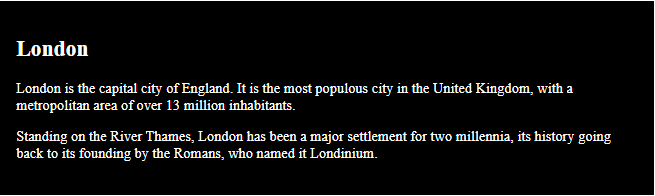 London
London is the capital city of England. It is the most populous city in the United Kingdom, with a
metropolitan area of over 13 million inhabitants.
Standing on the River Thames, London has been a major settlement for two millennia, its history going
back to its founding by the Romans, who named it Londinium.